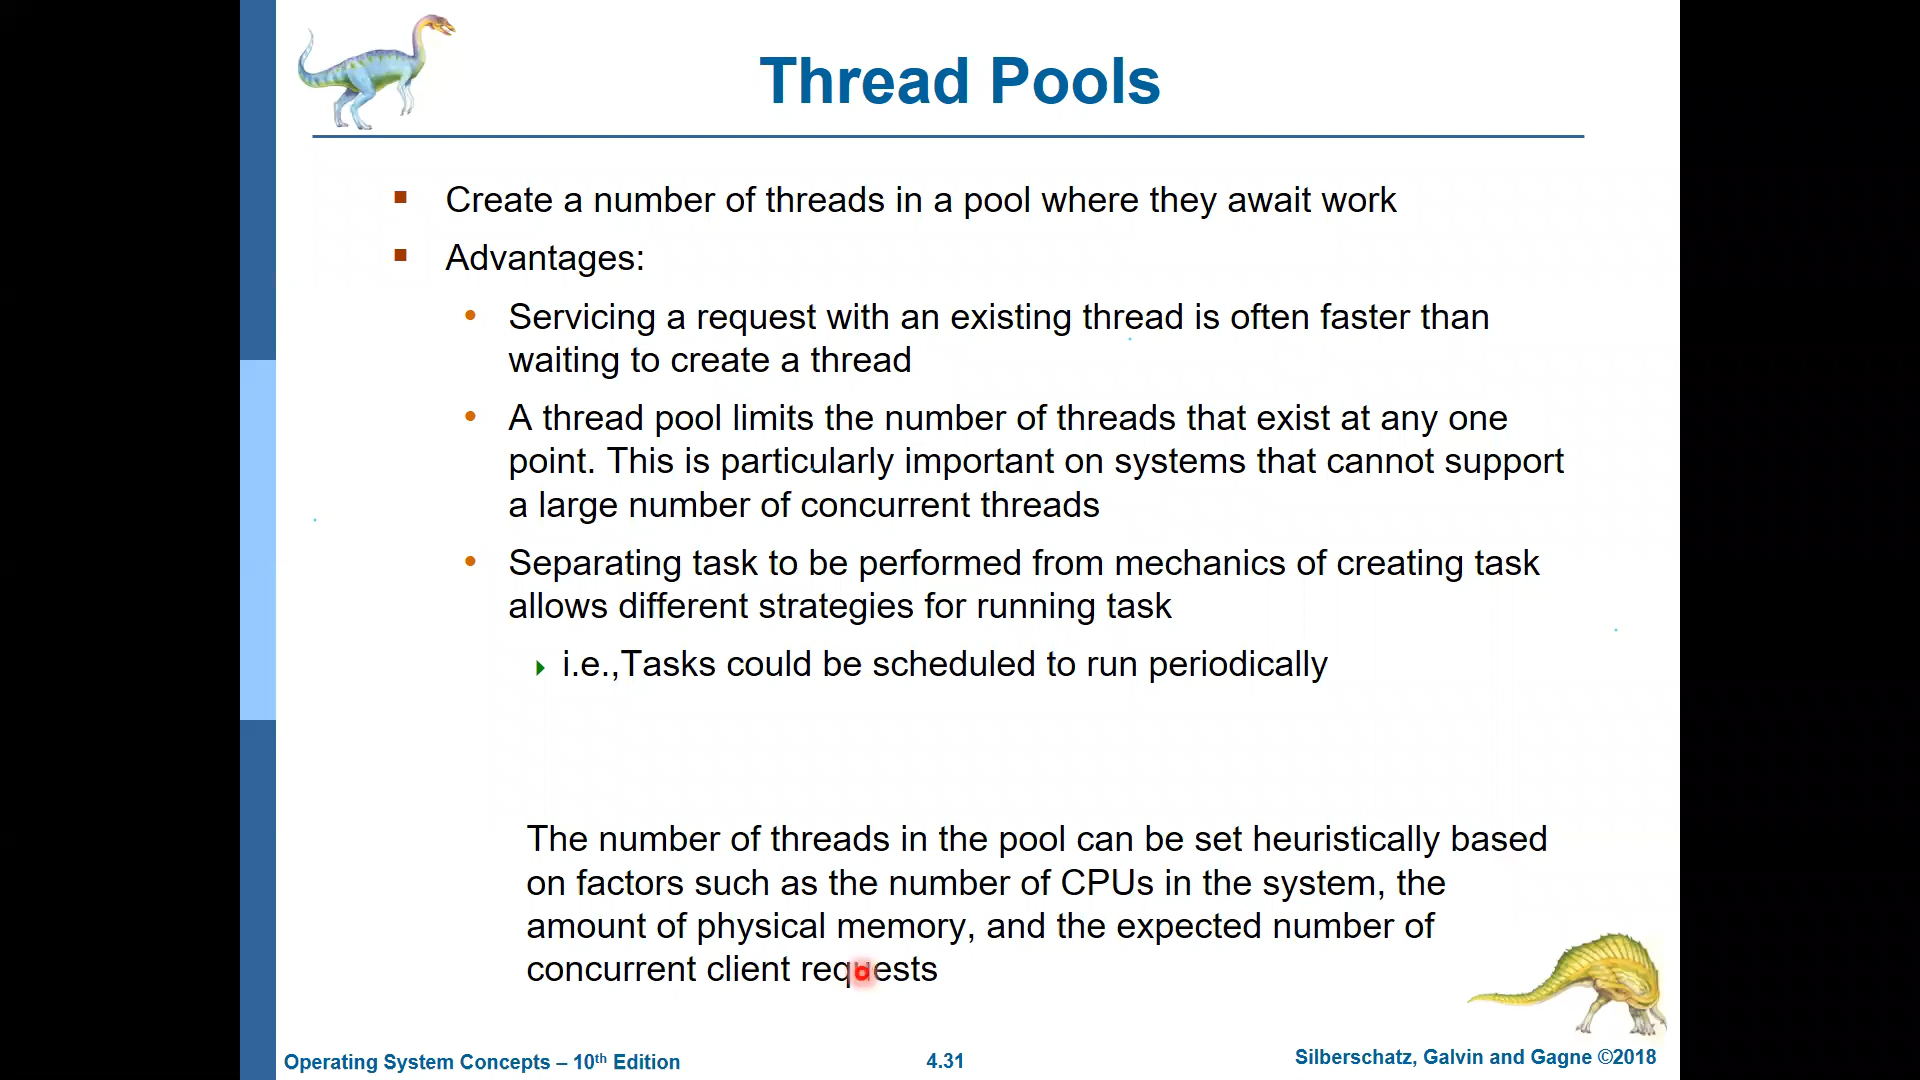 Thread Pools
Create a number of threads in a pool where they await work
Advantages:
Servicing a request with an existing thread is often faster than
waiting to create a thread
A thread pool limits the number of threads that exist at any one
point. This is particularly important on systems that cannot support
a large number of concurrent threads
Separating task to be performed from mechanics of creating task
allows different strategies for running task
i.e.,Tasks could be scheduled to run periodically
The number of threads in the pool can be set heuristically based
on factors such as the number of CPUs in the system, the
amount of physical memory, and the expected number of
concurrent client requests
Operating System Concepts – 10th Edition
4.31
Silberschatz, Galvin and Gagne ©2018